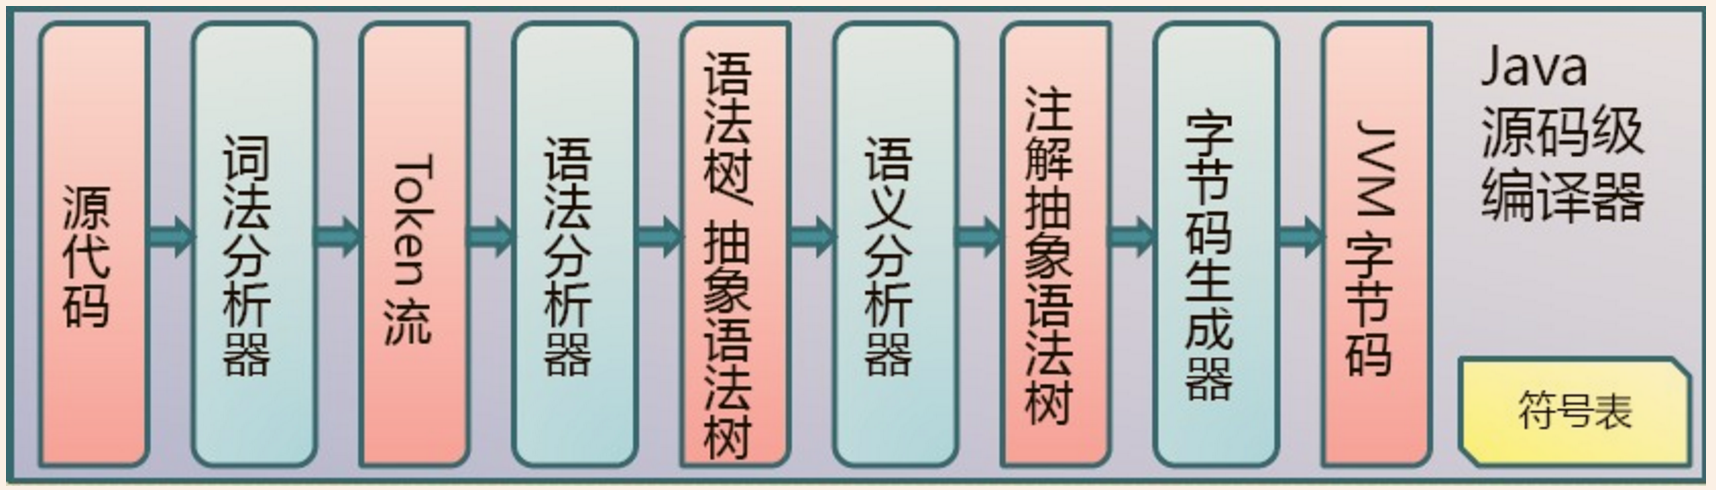 源代码
词法分析器
Token 流
语法分析器
语法树/ 抽象语法树
语义分析器
注解抽象语法树
字节码生成器
JVM 字节码
Java
源码级
编译器
符号表